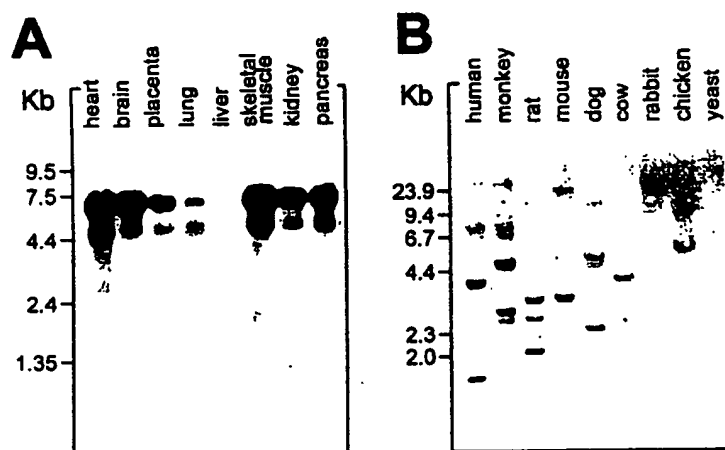 A
Kb
heart
brain
placenta
lung
liver
skeletal
muscle
kidney
pancreas
9.5
7.5
4.4
2.4
1.35
B
Kb
human
monkey
rat
mouse
dog
cow
rabbit
chicken
yeast
23.9
9.4
6.7
4.4
2.3
2.0